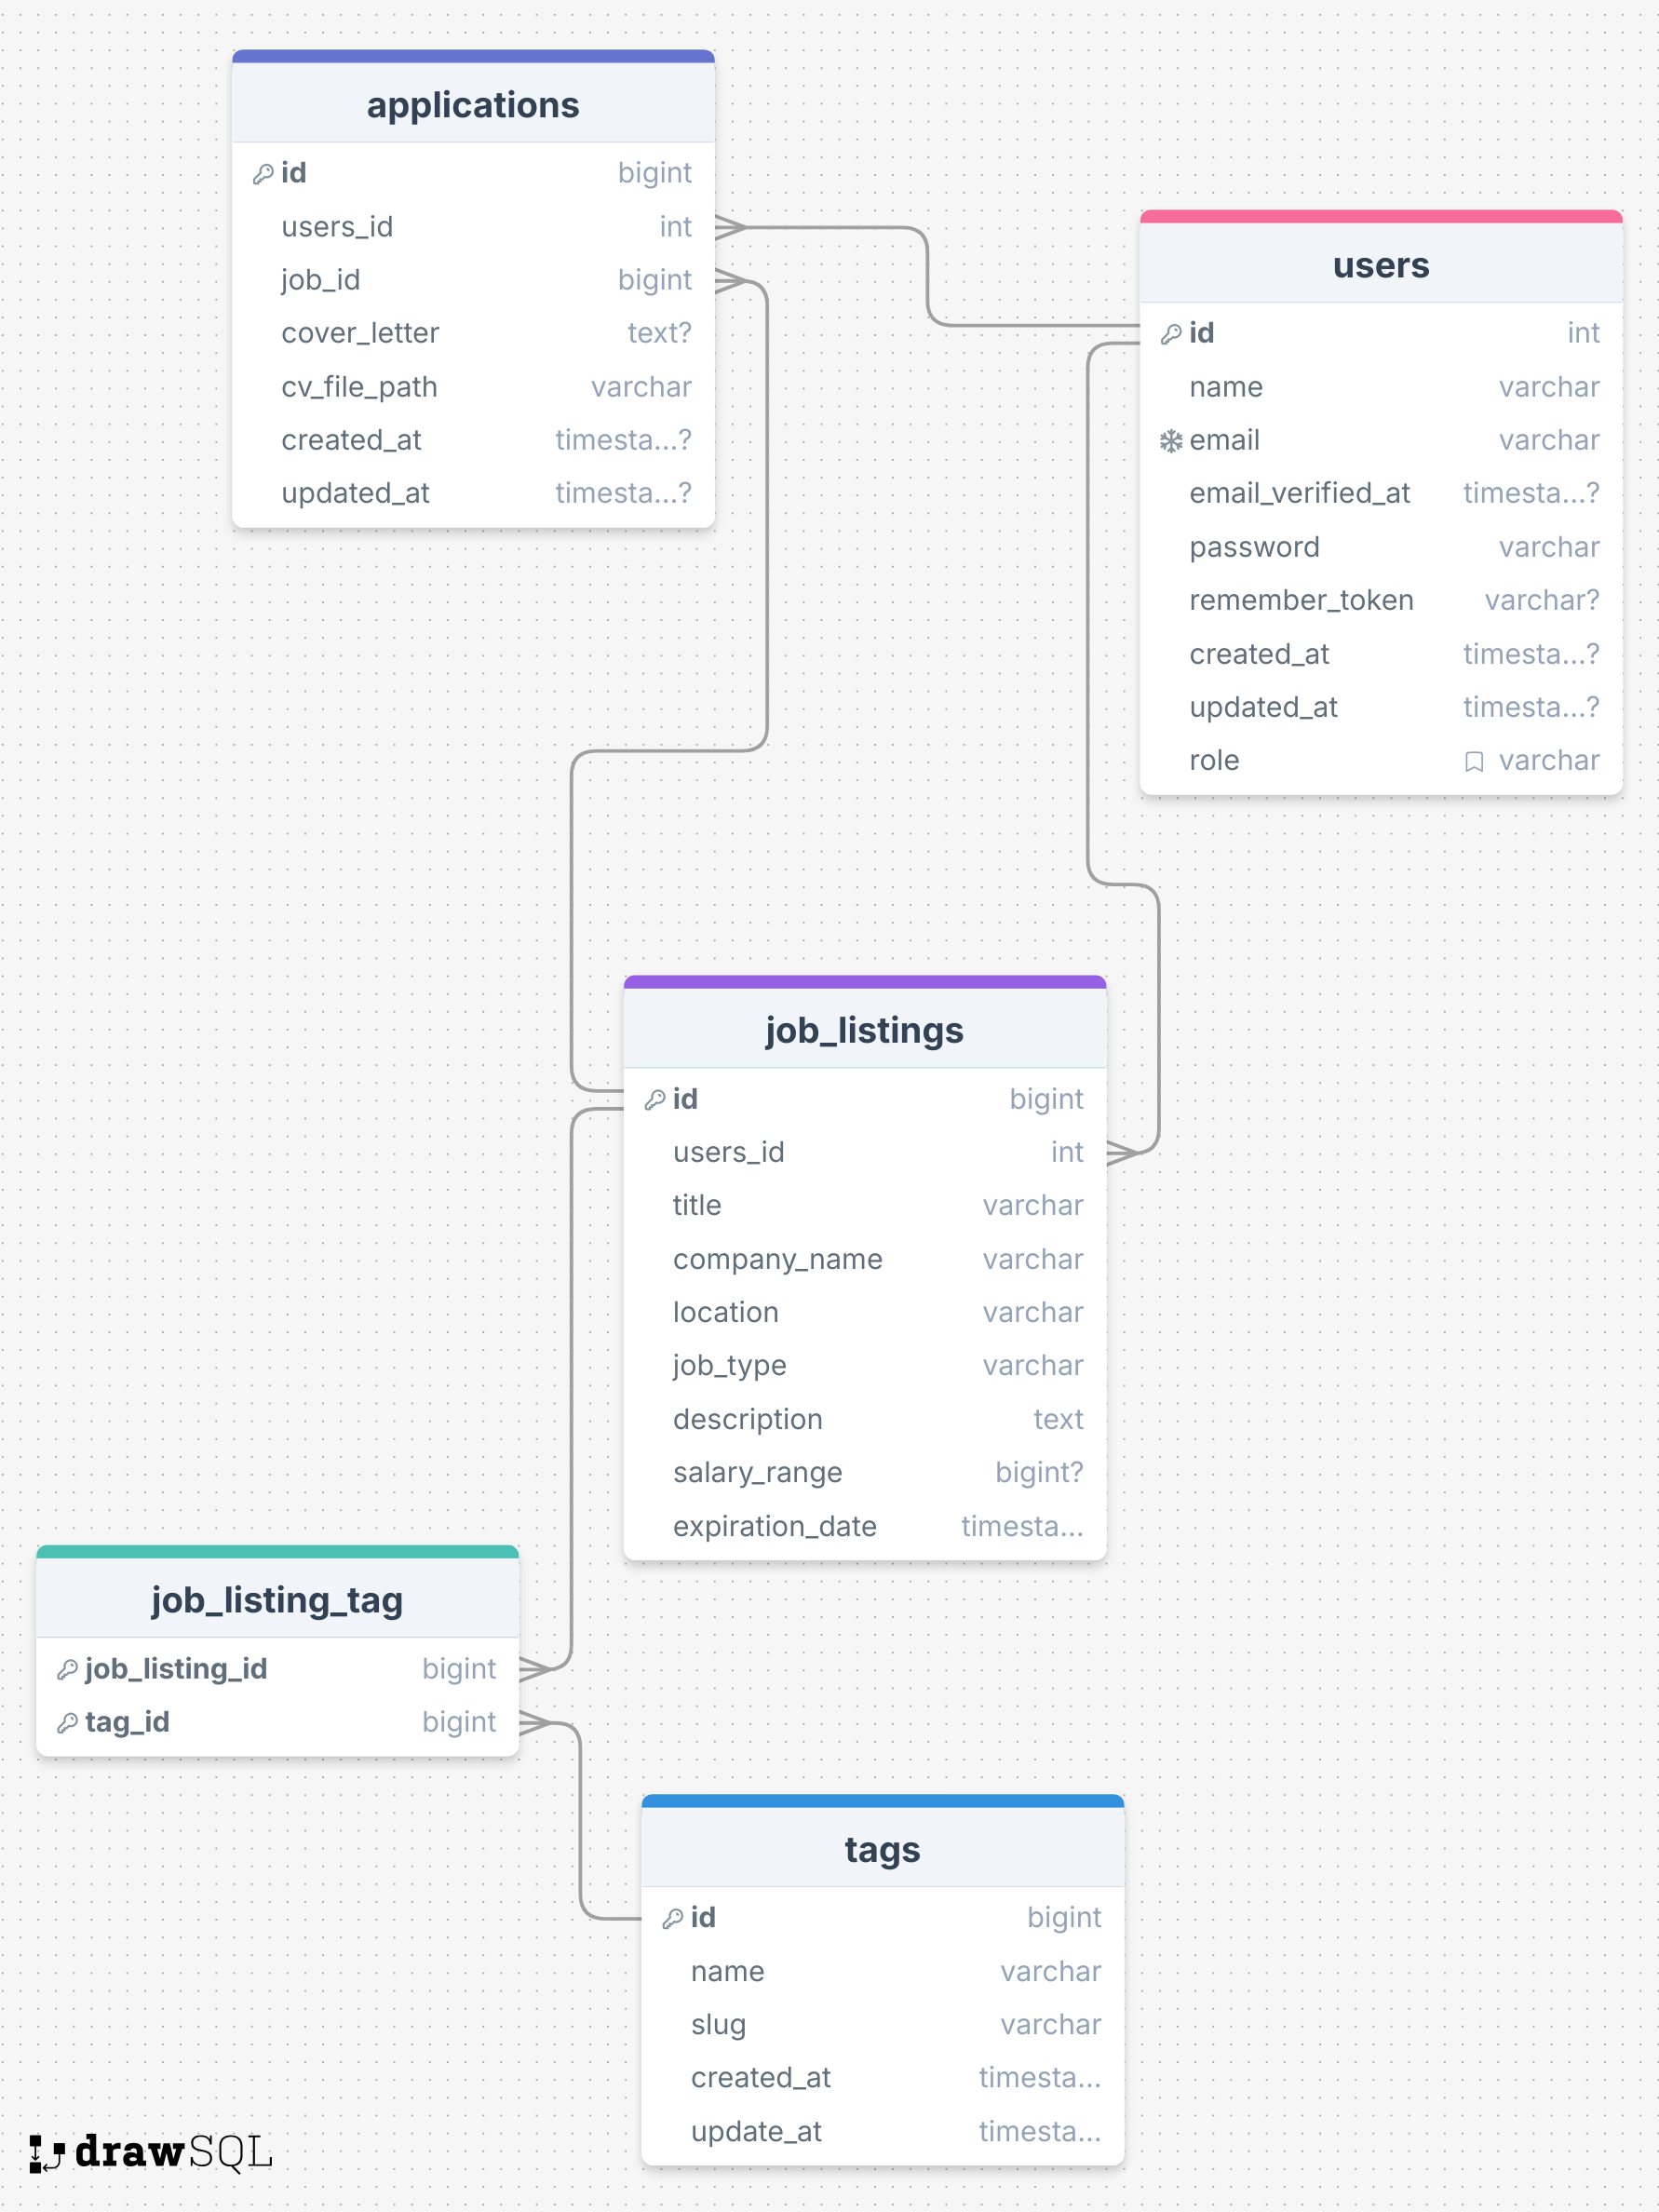 applications
id bigint
users_id int
job_id bigint
cover_letter text?
cv_file_path varchar
created_at timesta...?
updated_at timesta...?
users
id int
name varchar
email varchar
email_verified_at timesta...?
password varchar
remember_token varchar?
created_at timesta...?
updated_at timesta...?
role varchar
job_listings
id bigint
users_id int
title varchar
company_name varchar
location varchar
job_type varchar
description text
salary_range bigint?
expiration_date timesta...
job_listing_tag
job_listing_id bigint
tag_id bigint
tags
id bigint
name varchar
slug varchar
created_at timesta...
update_at timesta...
drawSQL